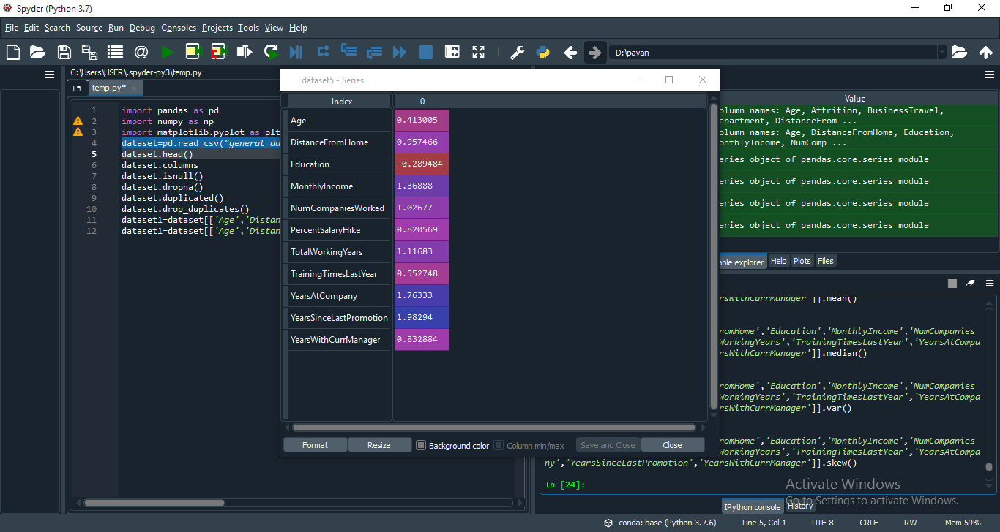 Spyder (Python 3.7)
File Edit Search Source Run Debug Consoles Projects Tools View Help
D:\pavan
C:\Users\USER\.spyder-py3\temp.py
temp.py*
1 import pandas as pd
2 import numpy as np
3 import matplotlib.pyplot as plt
4 dataset=pd.read_csv("general_da
5 dataset.head()
6 dataset.columns
7 dataset.isnull()
8 dataset.dropna()
9 dataset.duplicated()
10 dataset.drop_duplicates()
11 dataset1=dataset[['Age','Distan
12 dataset1=dataset[['Age','Distan
dataset5 - Series
Index 0
Age 0.413005
DistanceFromHome 0.957466
Education -0.289484
MonthlyIncome 1.36888
NumCompaniesWorked 1.02677
PercentSalaryHike 0.820569
TotalWorkingYears 1.11683
TrainingTimesLastYear 0.552748
YearsAtCompany 1.76333
YearsSinceLastPromotion 1.98294
YearsWithCurrManager 0.832884
Format Resize Background color Column min/max Save and Close Close
Value
olumn names: Age, Attrition, BusinessTravel,
epartment, DistanceFrom ...
olumn names: Age, DistanceFromHome, Education,
onthlyIncome, NumComp ...
eries object of pandas.core.series module
eries object of pandas.core.series module
eries object of pandas.core.series module
eries object of pandas.core.series module
able explorer Help Plots Files
rsWithCurrManager']].mean()
romHome','Education','MonthlyIncome','NumCompanies
WorkingYears','TrainingTimesLastYear','YearsAtCompa
rsWithCurrManager']].median()
romHome','Education','MonthlyIncome','NumCompanies
WorkingYears','TrainingTimesLastYear','YearsAtCompa
rsWithCurrManager']].var()
romHome','Education','MonthlyIncome','NumCompanies
WorkingYears','TrainingTimesLastYear','YearsAtCompa
ny','YearsSinceLastPromotion','YearsWithCurrManager']].skew()
In [24]:
Activate Windows
Go to Settings to activate Windows.
IPython console History
conda: base (Python 3.7.6) Line 5, Col 1 UTF-8 CRLF RW Mem 59%